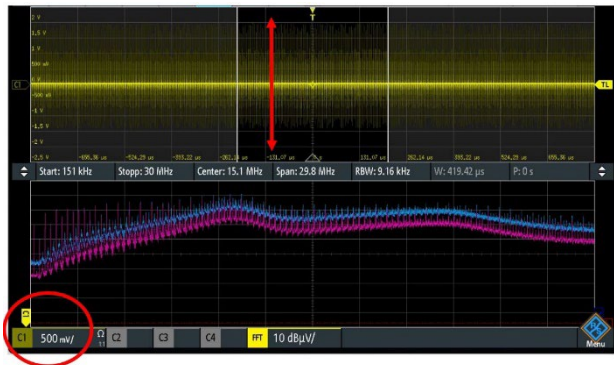 2 V
1.5 V
1 V
500 mV
C1
0 V
TL
-500 mV
-1 V
-1.5 V
-2 V
-2.5 V -655.36 µs -524.29 µs -393.22 µs -262.14 µs -131.07 µs 131.07 µs 262.14 µs 393.22 µs 524.29 µs 655.36 µs
Start: 151 kHz Stopp: 30 MHz Center: 15.1 MHz Span: 29.8 MHz RBW: 9.16 kHz W: 419.42 µs P: 0 s
C1
C1 500 mV/ Ω C2 C3 C4 FFT 10 dBµV/
Menu